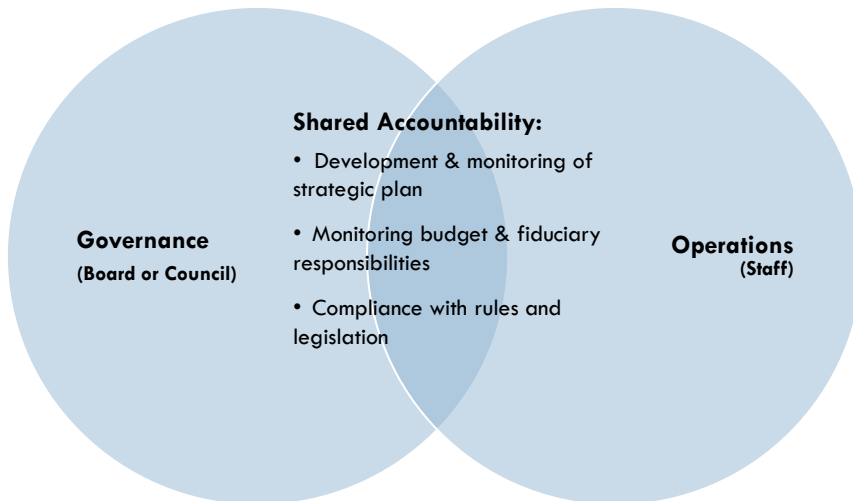 Shared Accountability:
• Development & monitoring of
strategic plan
Governance
(Board or Council)
• Monitoring budget & fiduciary
responsibilities
Operations
(Staff)
• Compliance with rules and
legislation